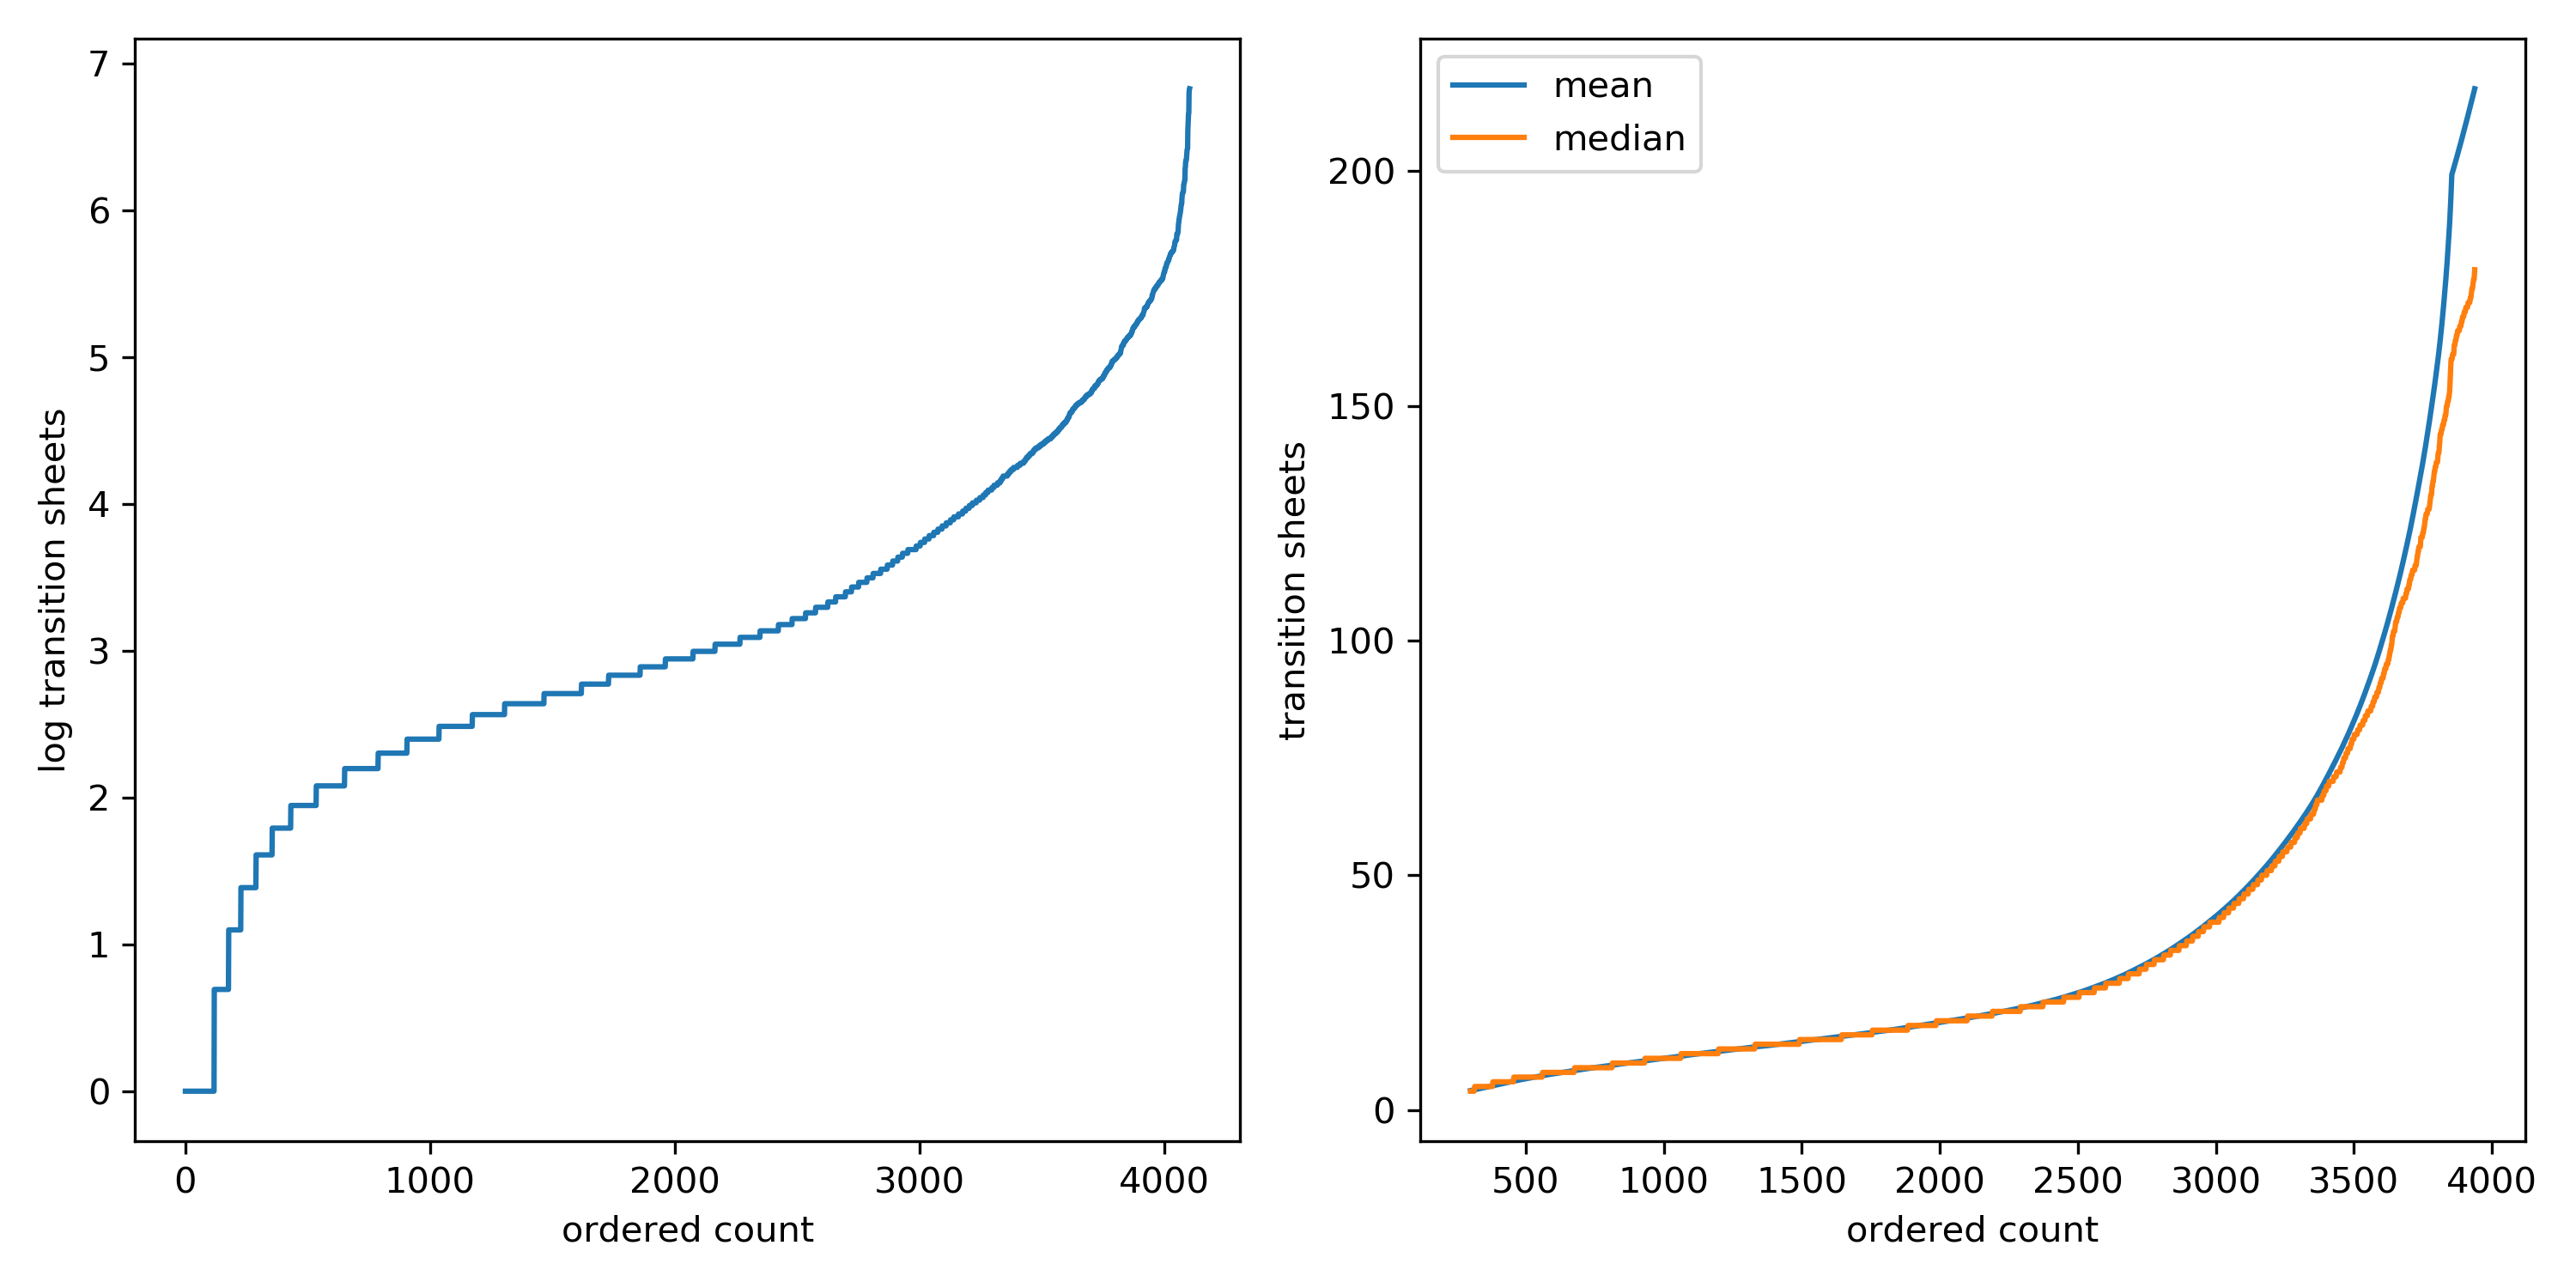 7
6
5
4
3
2
1
0
log transition sheets
0 1000 2000 3000 4000
ordered count
mean
median
200
150
100
50
0
transition sheets
500 1000 1500 2000 2500 3000 3500 4000
ordered count